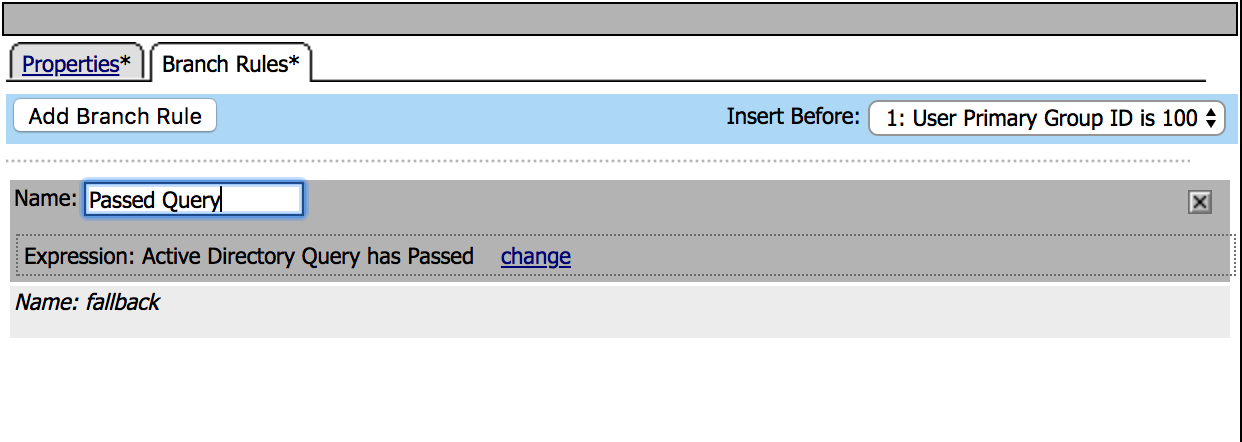 Properties* Branch Rules*
Add Branch Rule Insert Before: 1: User Primary Group ID is 100
Name: Passed Query
Expression: Active Directory Query has Passed change
Name: fallback